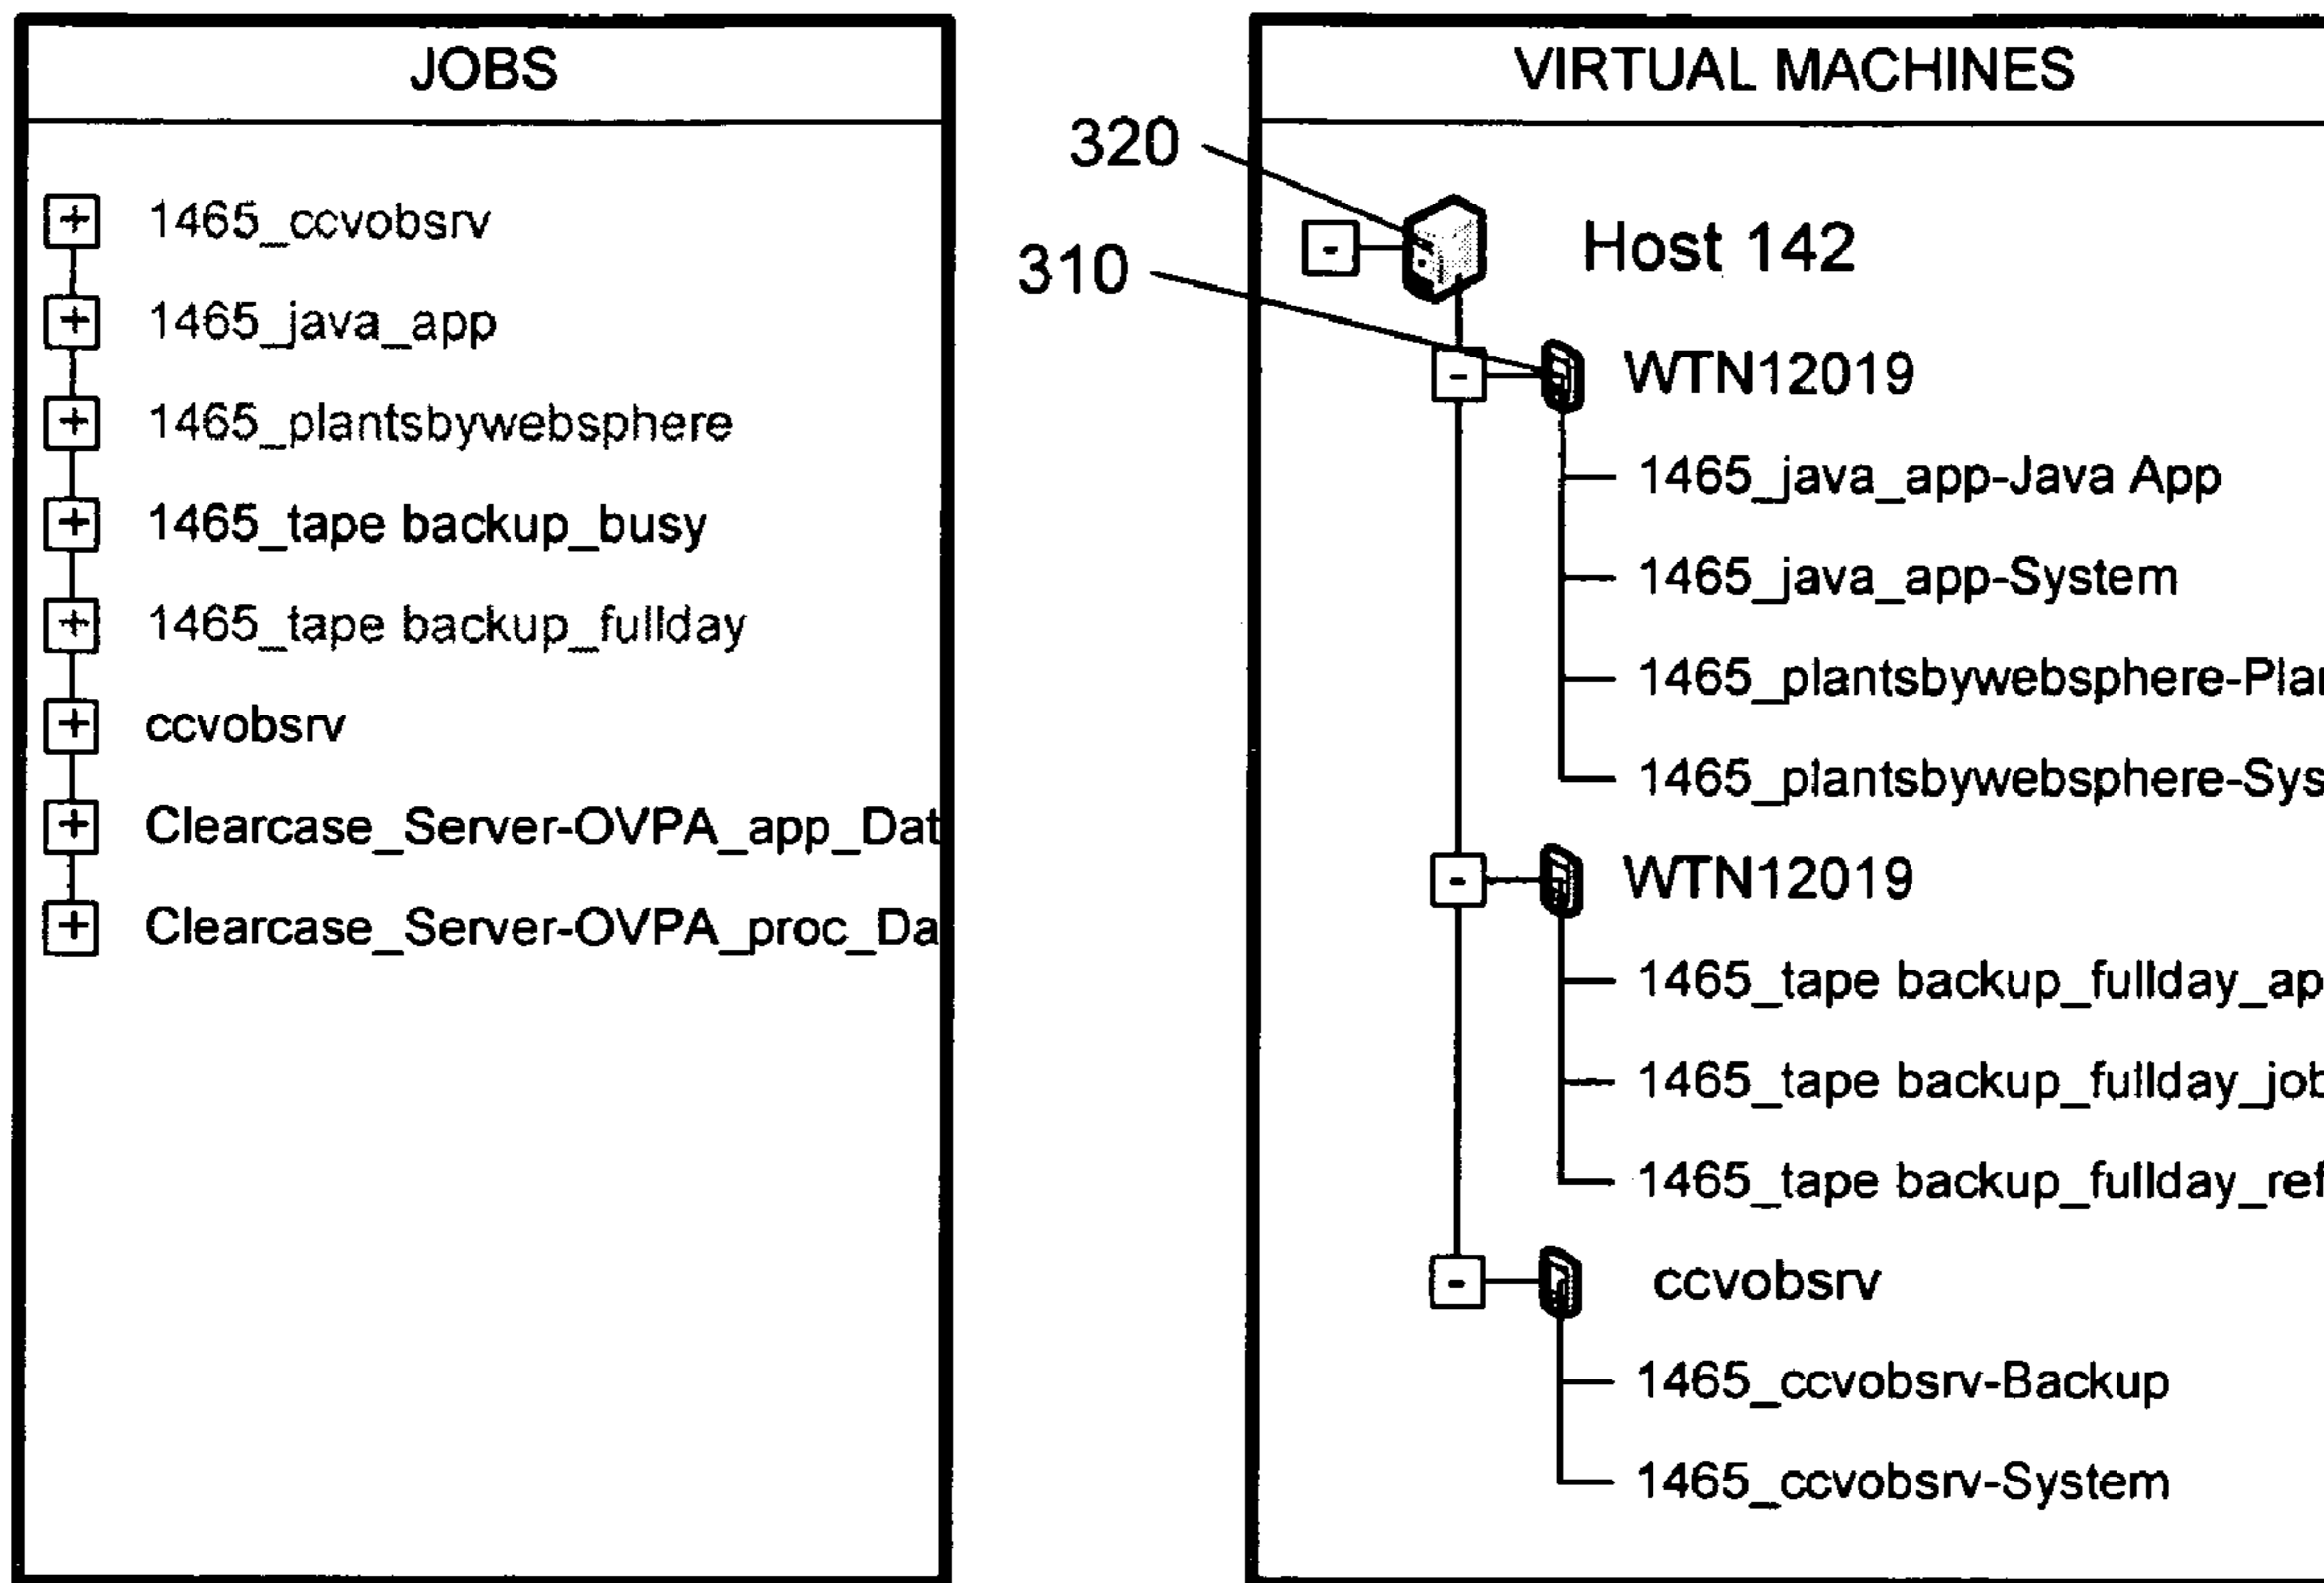 JOBS
1465_ccvobsrv
1465_java_app
1465_plantsbywebsphere
1465_tape backup_busy
1465_tape backup_fullday
ccvobsrv
Clearcase_Server-OVPA_app_Dat
Clearcase_Server-OVPA_proc_Da
320
310
VIRTUAL MACHINES
Host 142
WTN12019
1465_java_app-Java App
1465_java_app-System
1465_plantsbywebsphere-Plan
1465_plantsbywebsphere-Sys
WTN12019
1465_tape backup_fullday_ap
1465_tape backup_fullday_job
1465_tape backup_fullday_ref
ccvobsrv
1465_ccvobsrv-Backup
1465_ccvobsrv-System